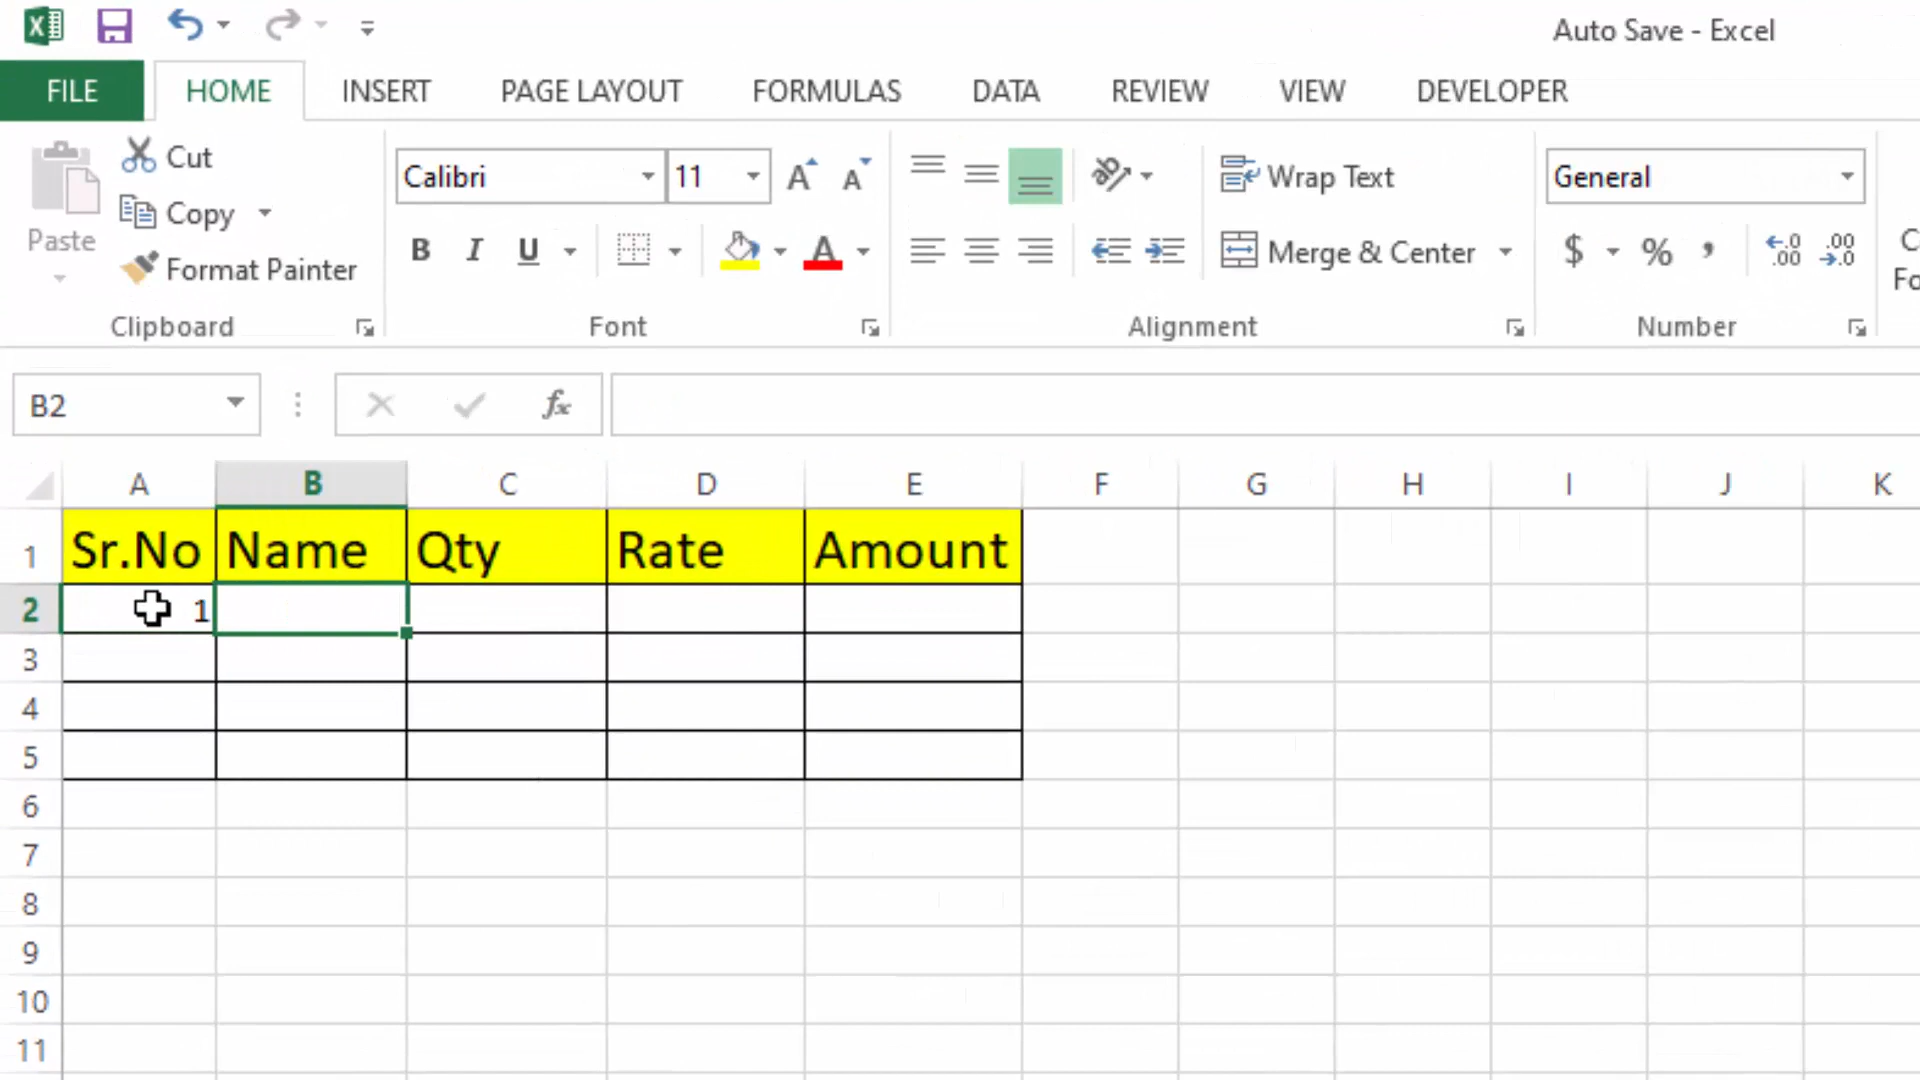 Auto Save - Excel
FILE HOME INSERT PAGE LAYOUT FORMULAS DATA REVIEW VIEW DEVELOPER
Paste
Cut
Copy
Format Painter
Clipboard
Calibri 11
B I U A
Font
Wrap Text
Merge & Center
Alignment
General
$ % ,
Number
B2
fx
A B C D E F G H I J K
1 Sr.No Name Qty Rate Amount
2 1
3
4
5
6
7
8
9
10
11